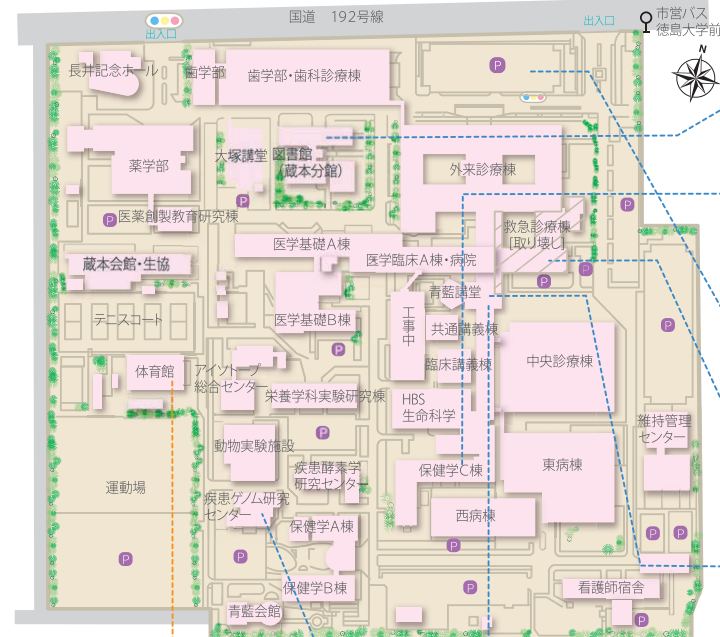 国道 192号線
市営バス
徳島大学前
出入口
出入口
N
P
長井記念ホール
歯学部
歯学部・歯科診療棟
薬学部
大塚講堂
図書館
(蔵本分館)
外来診療棟
P
P
医薬創製教育研究棟
P
救急診療棟
[取り壊し]
医学基礎A棟
医学臨床A棟・病院
蔵本会館・生協
P
P
青藍講堂
テニスコート
医学基礎B棟
工事中
共通講義棟
P
P
臨床講義棟
中央診療棟
体育館
アイソトープ
総合センター
栄養学科実験研究棟
HBS
生命科学
P
維持管理
センター
動物実験施設
疾患酵素学
研究センター
保健学C棟
東病棟
運動場
疾患ゲノム研究
センター
西病棟
保健学A棟
P
P
P
P
P
保健学B棟
P
看護師宿舎
青藍会館
P